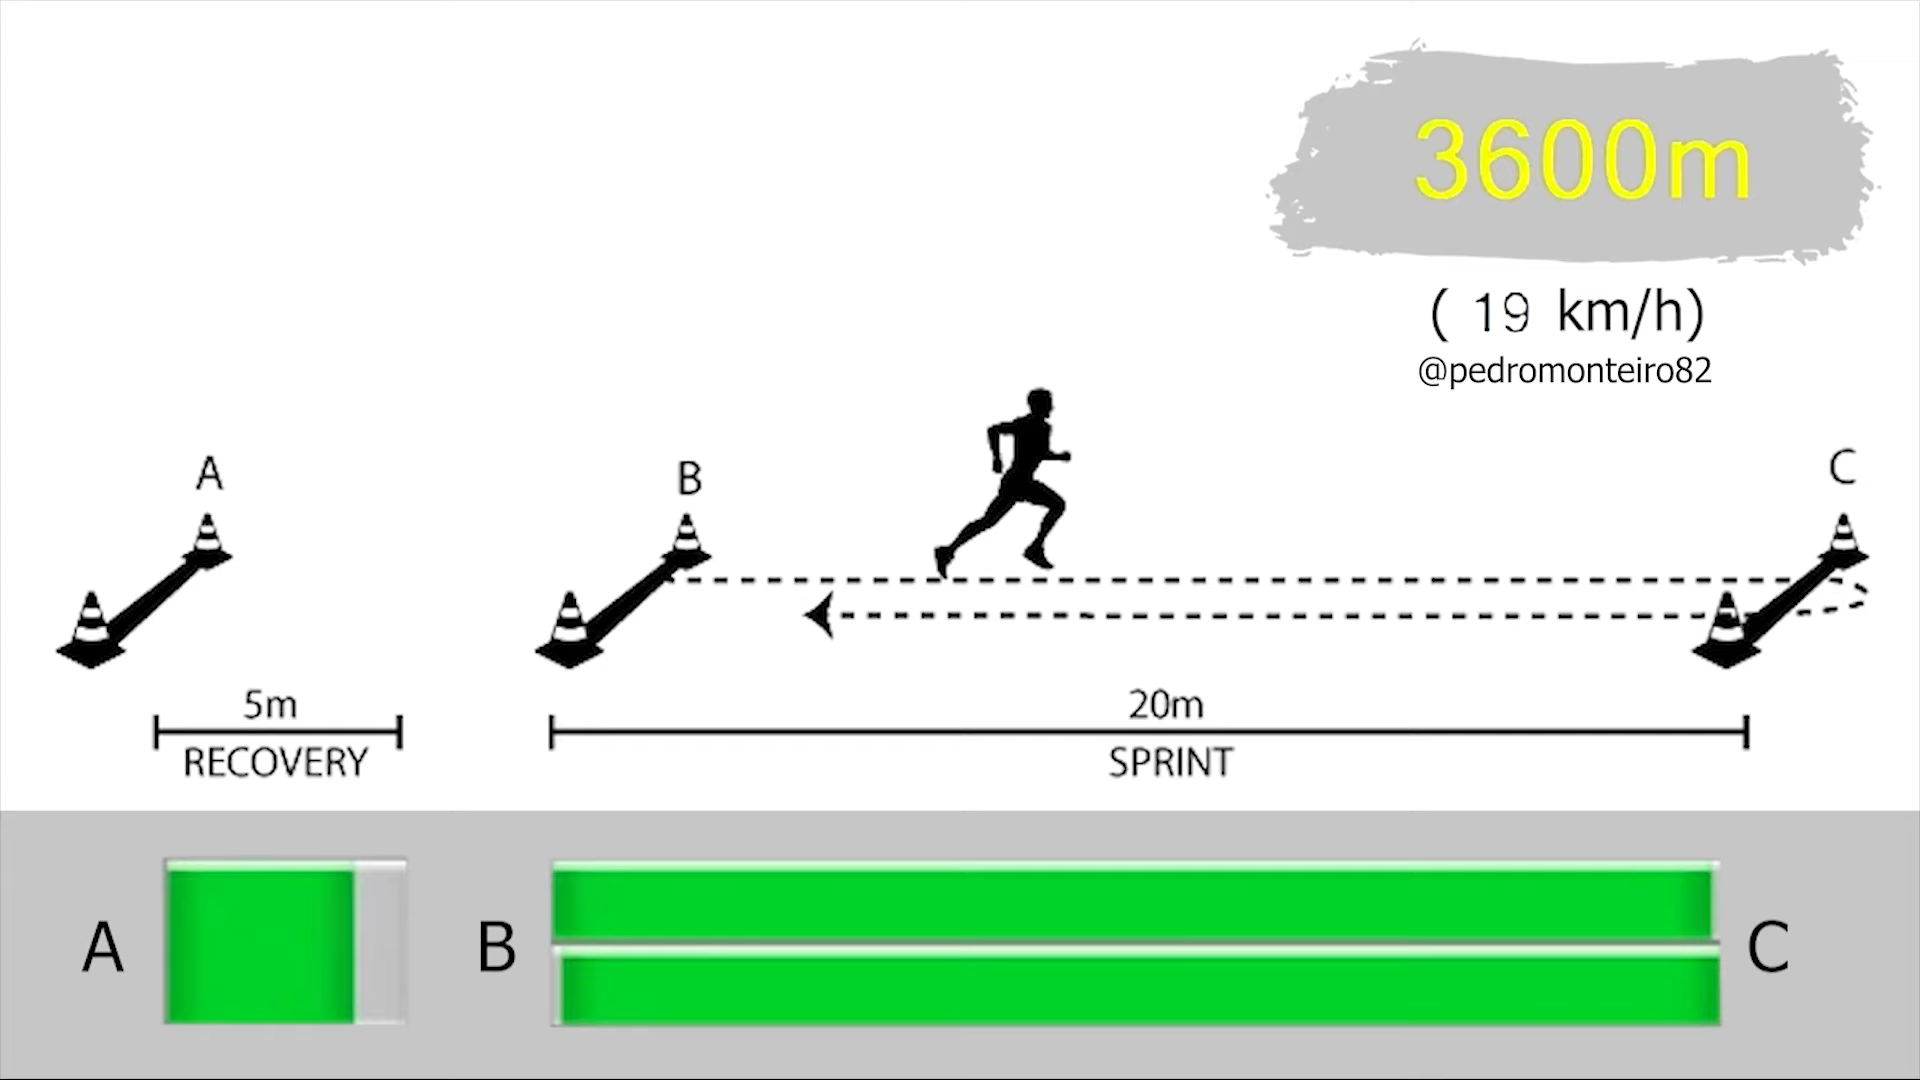 3600m
( 19 km/h)
@pedromonteiro82
A
B
C
5m
20m
RECOVERY
SPRINT
A
B
C